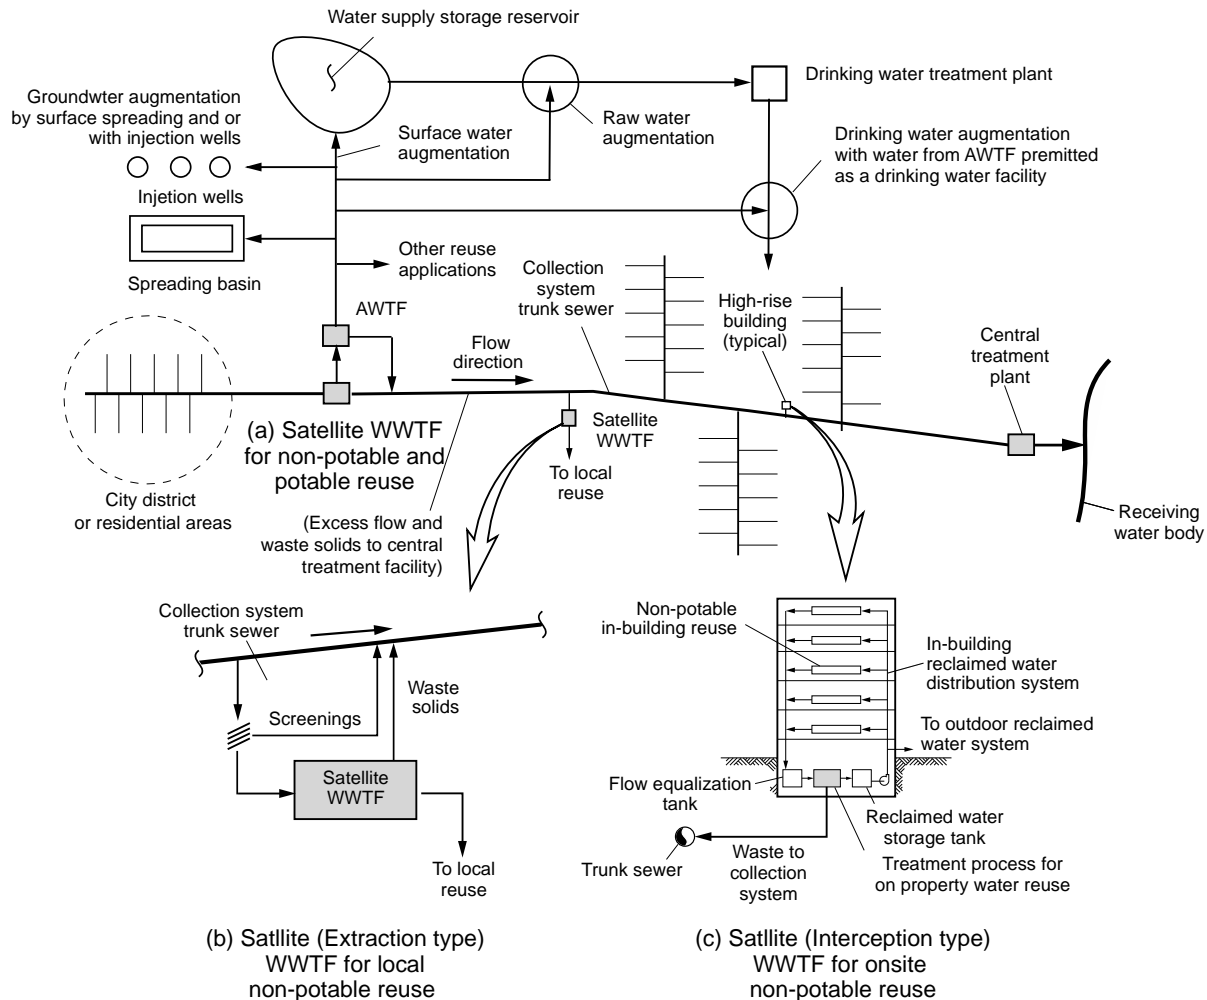 Water supply storage reservoir
Groundwter augmentation
by surface spreading and or
with injection wells
Surface water
augmentation
Raw water
augmentation
Drinking water treatment plant
Drinking water augmentation
with water from AWTF premitted
as a drinking water facility
Injetion wells
Spreading basin
Other reuse
applications
AWTF
Flow
direction
Collection
system
trunk sewer
High-rise
building
(typical)
Central
treatment
plant
City district
or residential areas
(a) Satellite WWTF
for non-potable and
potable reuse
(Excess flow and
waste solids to central
treatment facility)
Satellite
WWTF
To local
reuse
Receiving
water body
Collection system
trunk sewer
Screenings
Waste
solids
Satellite
WWTF
To local
reuse
(b) Satllite (Extraction type)
WWTF for local
non-potable reuse
Non-potable
in-building reuse
In-building
reclaimed water
distribution system
To outdoor reclaimed
water system
Flow equalization
tank
Reclaimed water
storage tank
Treatment process for
on property water reuse
Trunk sewer
Waste to
collection
system
(c) Satllite (Interception type)
WWTF for onsite
non-potable reuse